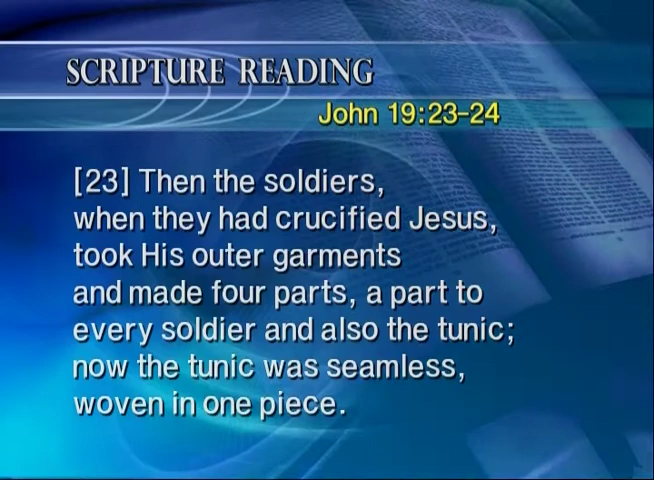 SCRIPTURE READING
John 19:23-24
[23] Then the soldiers,
when they had crucified Jesus,
took His outer garments
and made four parts, a part to
every soldier and also the tunic;
now the tunic was seamless,
woven in one piece.